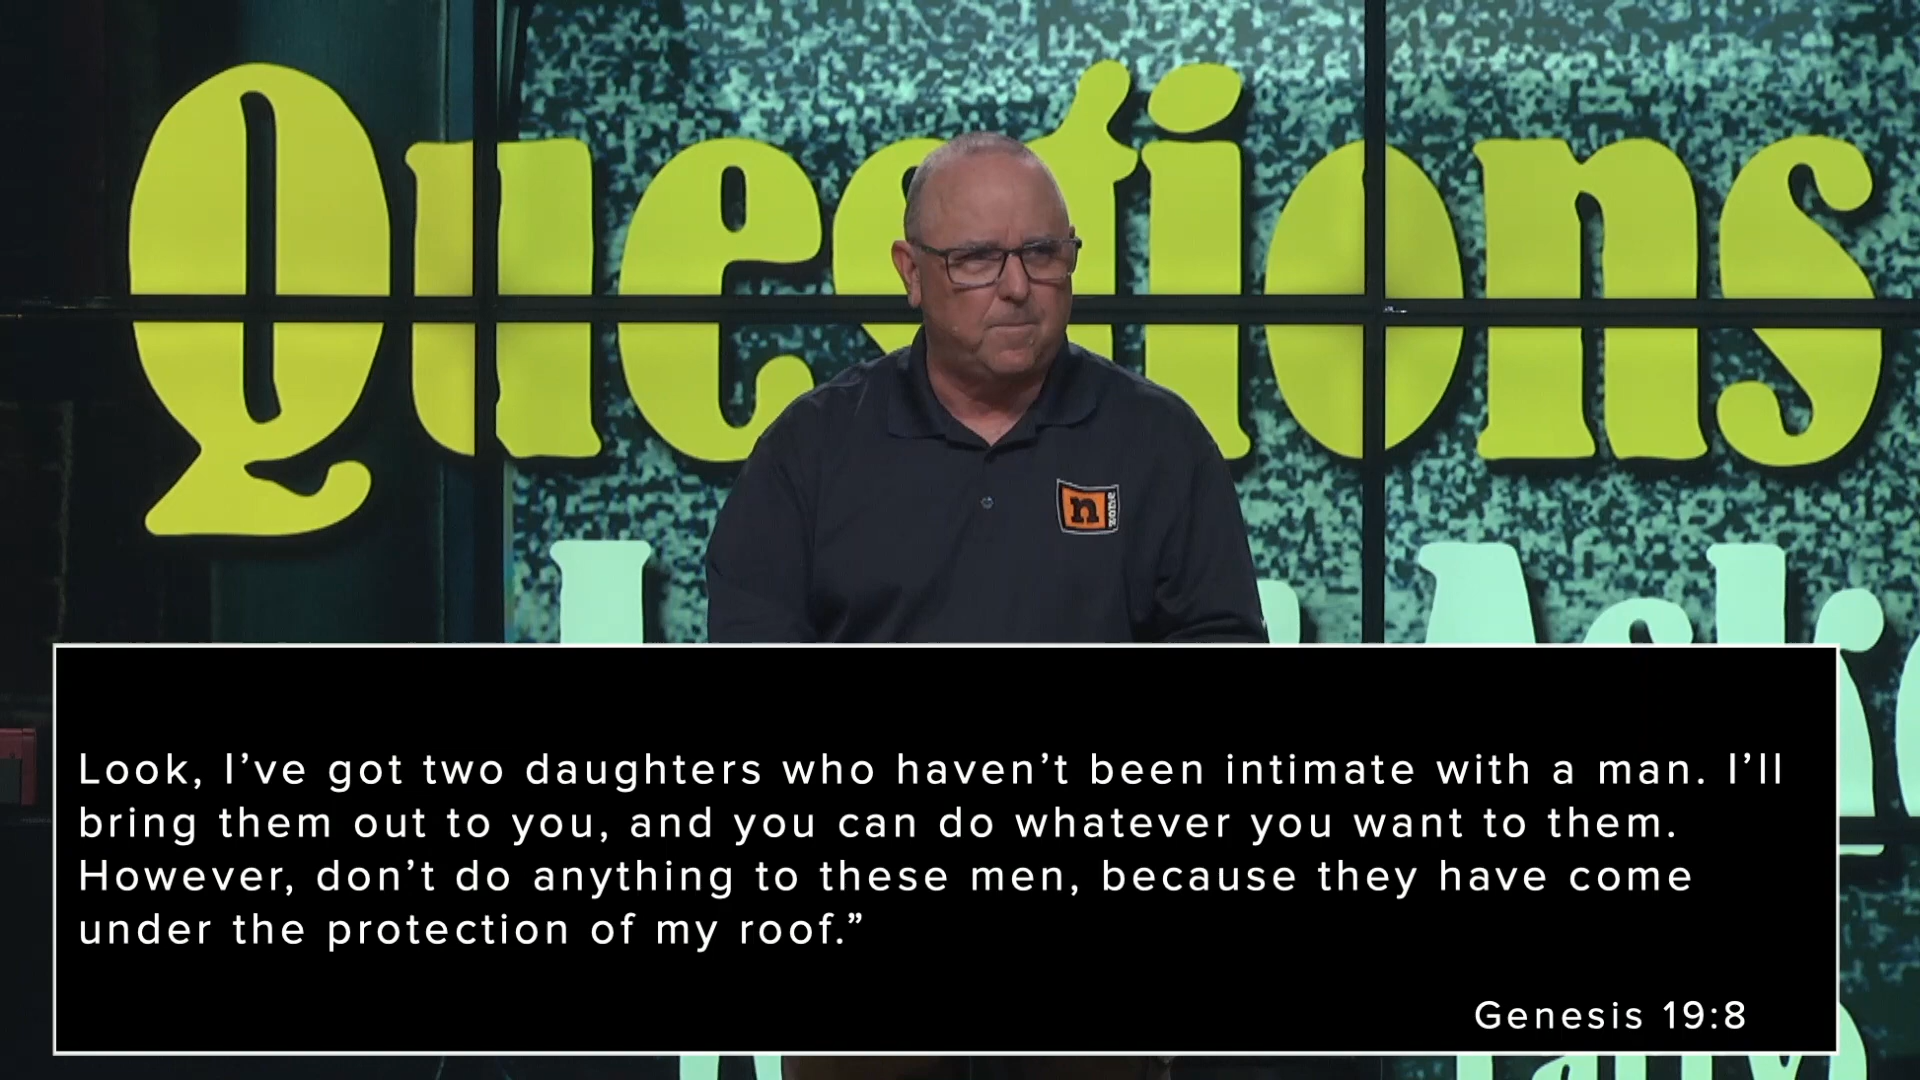 Questions
n zone
Look, I’ve got two daughters who haven’t been intimate with a man. I’ll
bring them out to you, and you can do whatever you want to them.
However, don’t do anything to these men, because they have come
under the protection of my roof.”
Genesis 19:8